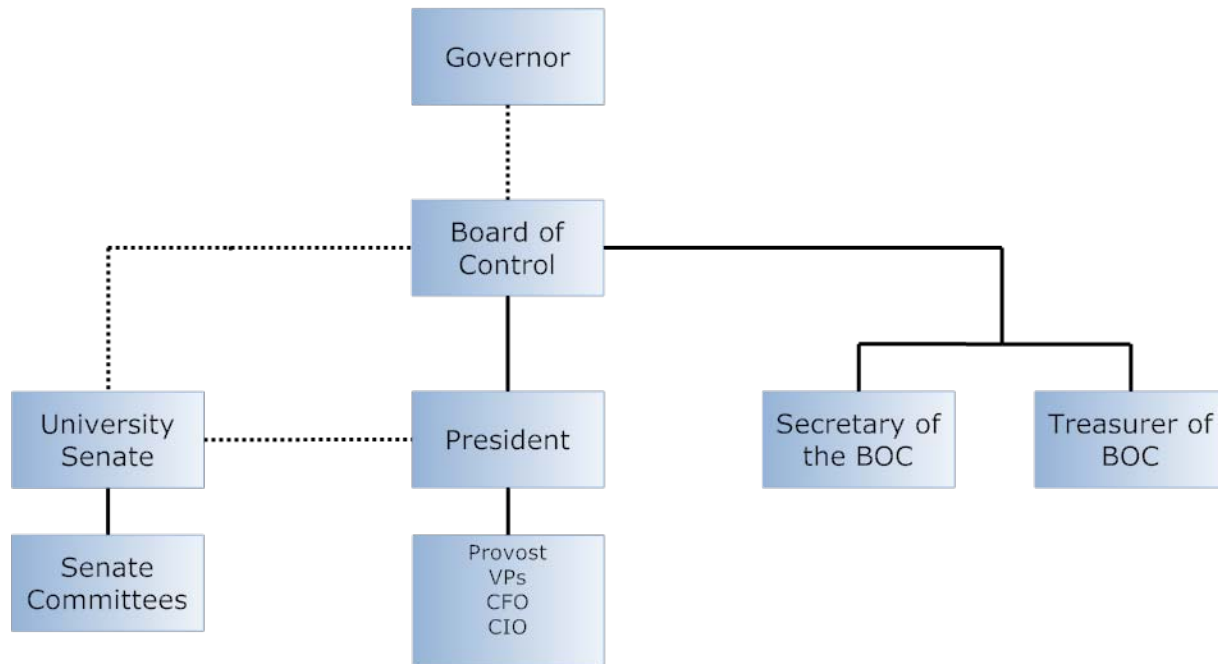 Governor
Board of
Control
University
Senate
President
Secretary of
the BOC
Treasurer of
BOC
Senate
Committees
Provost
VPs
CFO
CIO